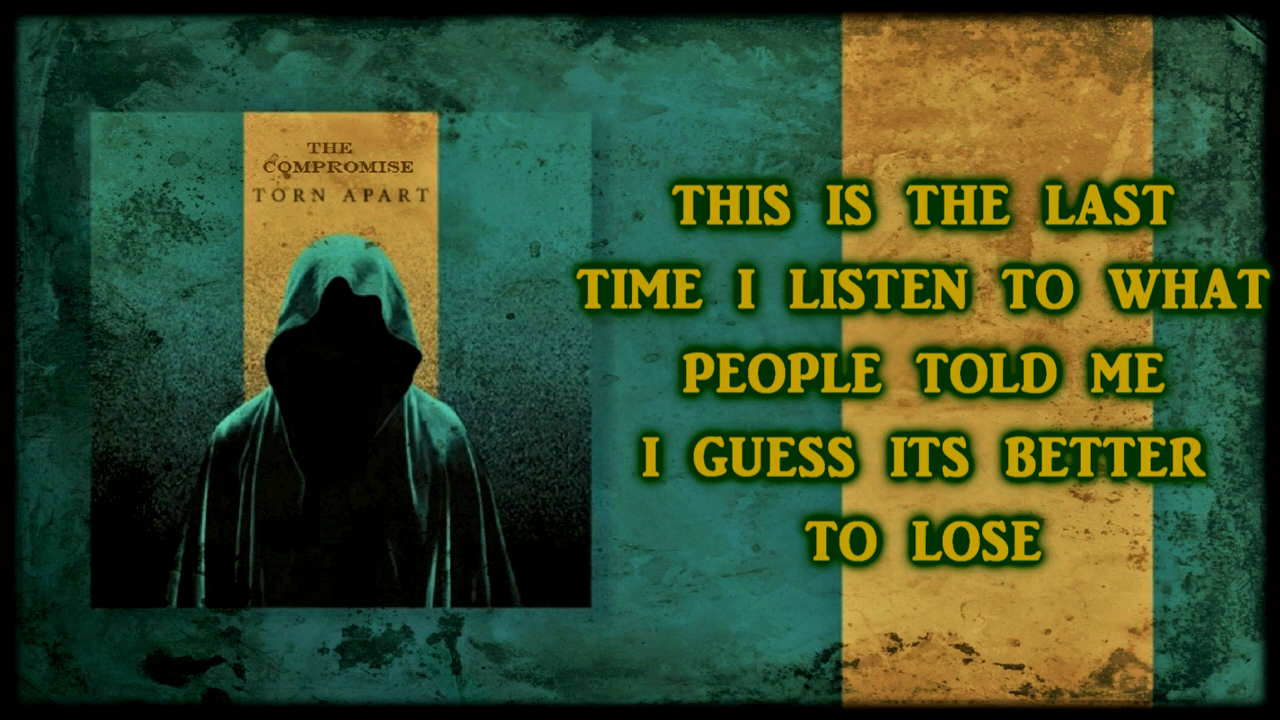 THE
COMPROMISE
TORN APART
THIS IS THE LAST
TIME I LISTEN TO WHAT
PEOPLE TOLD ME
I GUESS ITS BETTER
TO LOSE